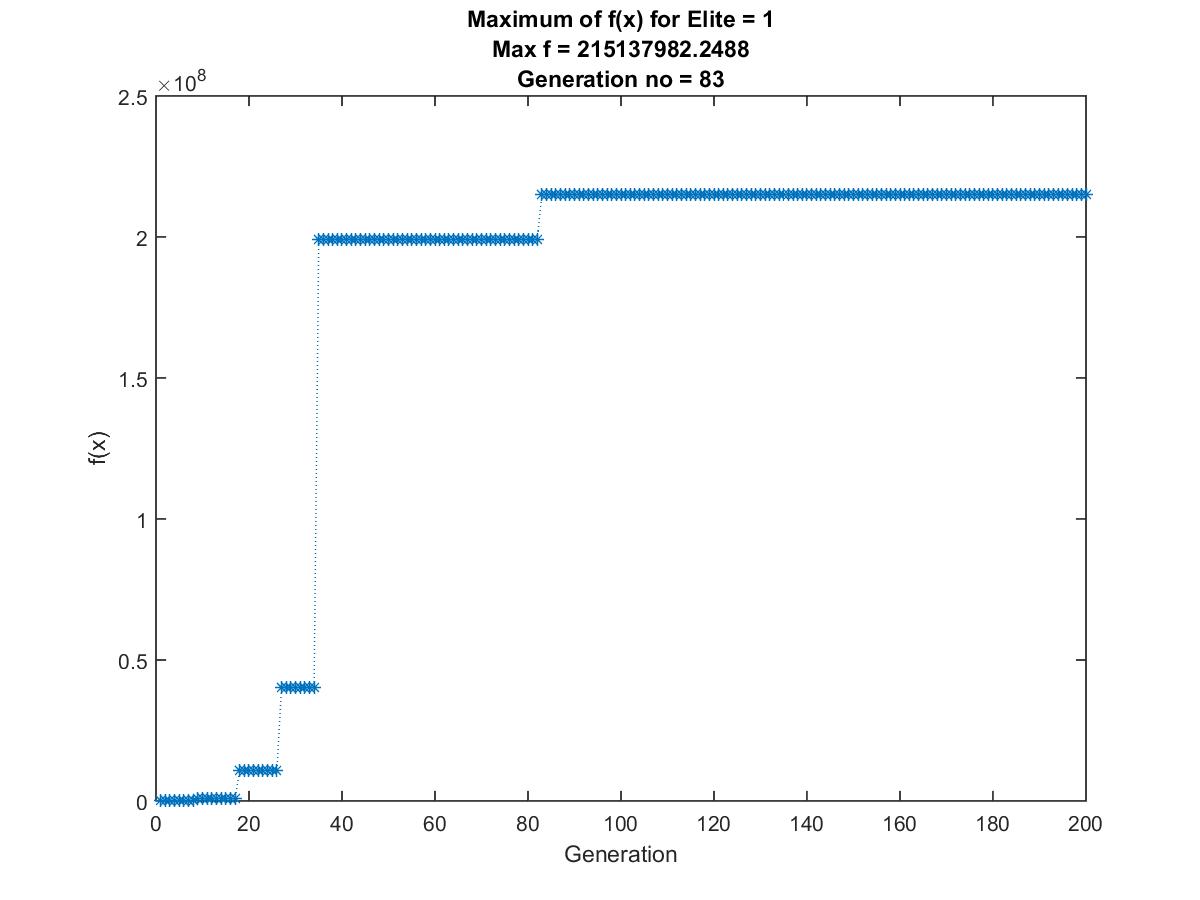 Maximum of f(x) for Elite = 1
Max f = 215137982.2488
Generation no = 83
×10^8
2.5
2
1.5
1
0.5
0
f(x)
0 20 40 60 80 100 120 140 160 180 200
Generation